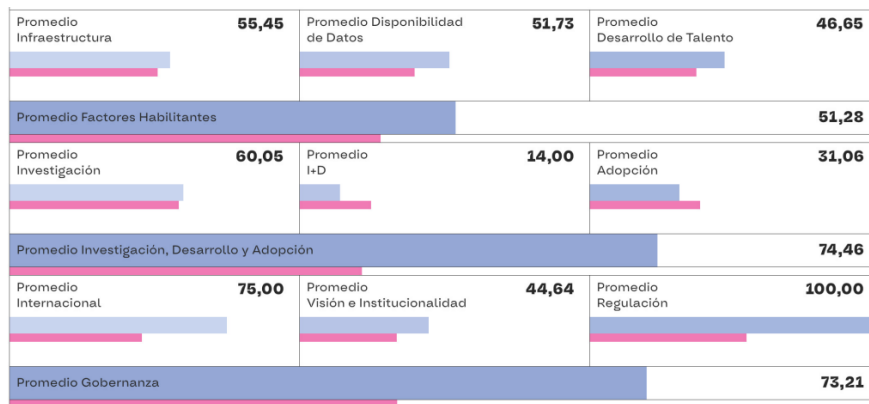 Promedio
Infraestructura
55,45
Promedio Disponibilidad
de Datos
51,73
Promedio
Desarrollo de Talento
46,65
Promedio Factores Habilitantes
51,28
Promedio
Investigación
60,05
Promedio
I+D
14,00
Promedio
Adopción
31,06
Promedio Investigación, Desarrollo y Adopción
74,46
Promedio
Internacional
75,00
Promedio
Visión e Institucionalidad
44,64
Promedio
Regulación
100,00
Promedio Gobernanza
73,21